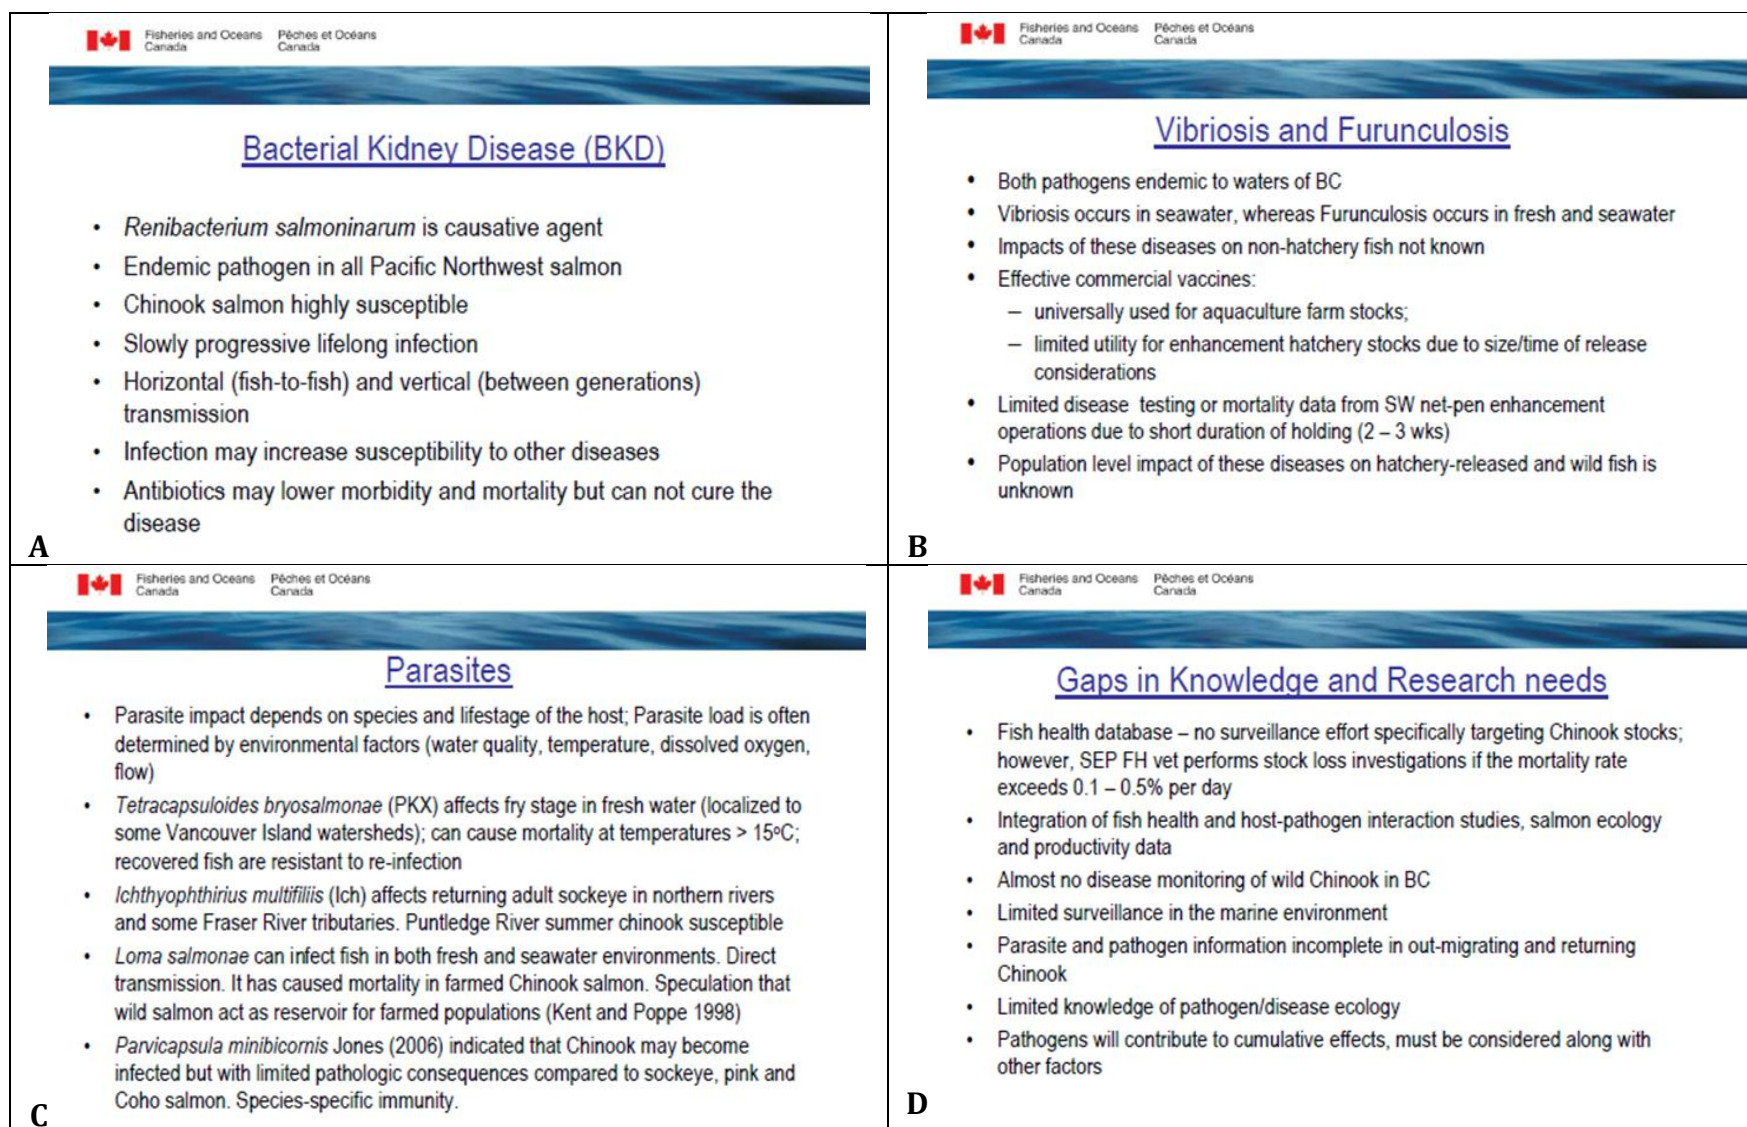 Fisheries and Oceans Pêches et Océans
Canada Canada
Bacterial Kidney Disease (BKD)
• Renibacterium salmoninarum is causative agent
• Endemic pathogen in all Pacific Northwest salmon
• Chinook salmon highly susceptible
• Slowly progressive lifelong infection
• Horizontal (fish-to-fish) and vertical (between generations)
transmission
• Infection may increase susceptibility to other diseases
• Antibiotics may lower morbidity and mortality but can not cure the
disease
A
Fisheries and Oceans Pêches et Océans
Canada Canada
Vibriosis and Furunculosis
• Both pathogens endemic to waters of BC
• Vibriosis occurs in seawater, whereas Furunculosis occurs in fresh and seawater
• Impacts of these diseases on non-hatchery fish not known
• Effective commercial vaccines:
– universally used for aquaculture farm stocks;
– limited utility for enhancement hatchery stocks due to size/time of release
considerations
• Limited disease testing or mortality data from SW net-pen enhancement
operations due to short duration of holding (2 – 3 wks)
• Population level impact of these diseases on hatchery-released and wild fish is
unknown
B
Fisheries and Oceans Pêches et Océans
Canada Canada
Parasites
• Parasite impact depends on species and lifestage of the host; Parasite load is often
determined by environmental factors (water quality, temperature, dissolved oxygen,
flow)
• Tetracapsuloides bryosalmonae (PKX) affects fry stage in fresh water (localized to
some Vancouver Island watersheds); can cause mortality at temperatures > 15ºC;
recovered fish are resistant to re-infection
• Ichthyophthirius multifiliis (Ich) affects returning adult sockeye in northern rivers
and some Fraser River tributaries. Puntledge River summer chinook susceptible
• Loma salmonae can infect fish in both fresh and seawater environments. Direct
transmission. It has caused mortality in farmed Chinook salmon. Speculation that
wild salmon act as reservoir for farmed populations (Kent and Poppe 1998)
• Parvicapsula minibicornis Jones (2006) indicated that Chinook may become
infected but with limited pathologic consequences compared to sockeye, pink and
Coho salmon. Species-specific immunity.
C
Fisheries and Oceans Pêches et Océans
Canada Canada
Gaps in Knowledge and Research needs
• Fish health database – no surveillance effort specifically targeting Chinook stocks;
however, SEP FH vet performs stock loss investigations if the mortality rate
exceeds 0.1 – 0.5% per day
• Integration of fish health and host-pathogen interaction studies, salmon ecology
and productivity data
• Almost no disease monitoring of wild Chinook in BC
• Limited surveillance in the marine environment
• Parasite and pathogen information incomplete in out-migrating and returning
Chinook
• Limited knowledge of pathogen/disease ecology
• Pathogens will contribute to cumulative effects, must be considered along with
other factors
D